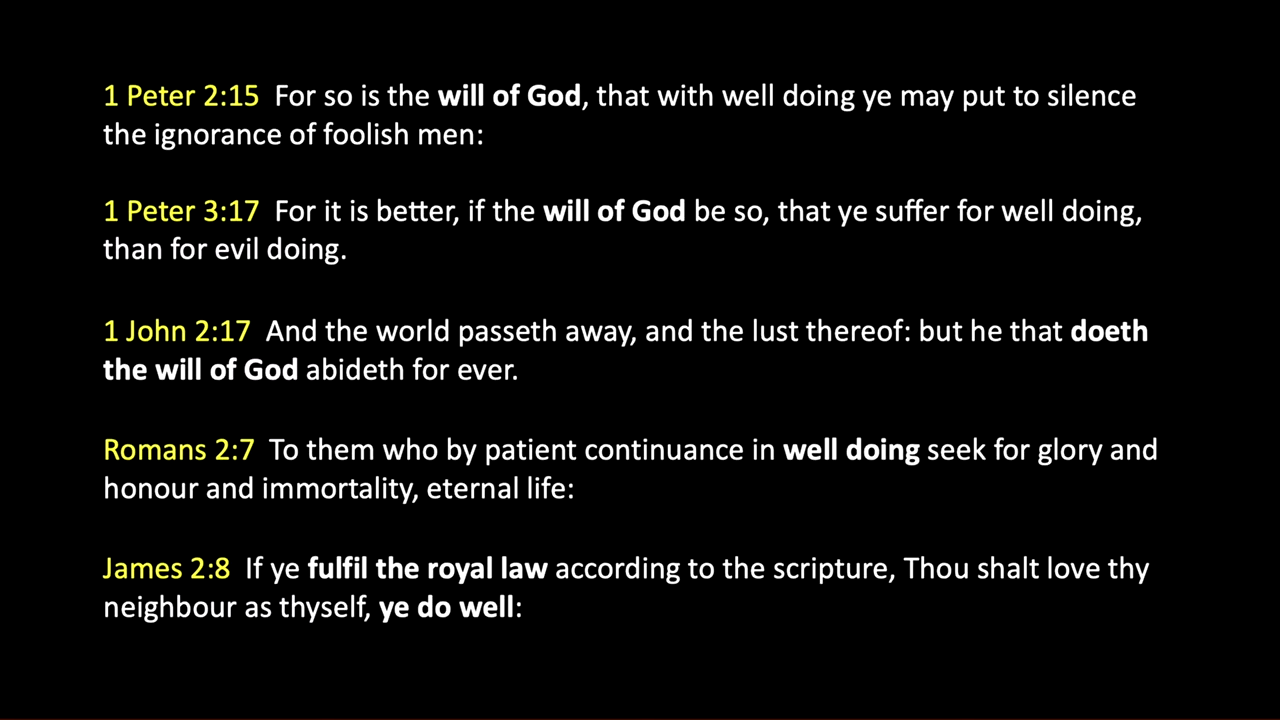 1 Peter 2:15  For so is the will of God, that with well doing ye may put to silence
the ignorance of foolish men:
1 Peter 3:17  For it is better, if the will of God be so, that ye suffer for well doing,
than for evil doing.
1 John 2:17  And the world passeth away, and the lust thereof: but he that doeth
the will of God abideth for ever.
Romans 2:7  To them who by patient continuance in well doing seek for glory and
honour and immortality, eternal life:
James 2:8  If ye fulfil the royal law according to the scripture, Thou shalt love thy
neighbour as thyself, ye do well: